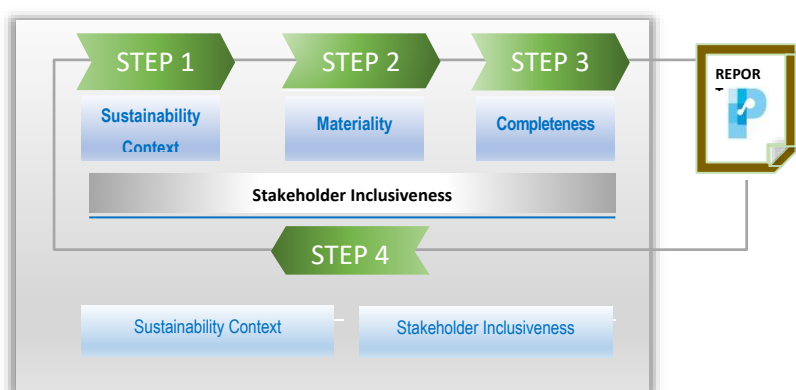 STEP 1
STEP 2
STEP 3
REPOR
Sustainability
Context
Materiality
Completeness
Stakeholder Inclusiveness
STEP 4
Sustainability Context
Stakeholder Inclusiveness